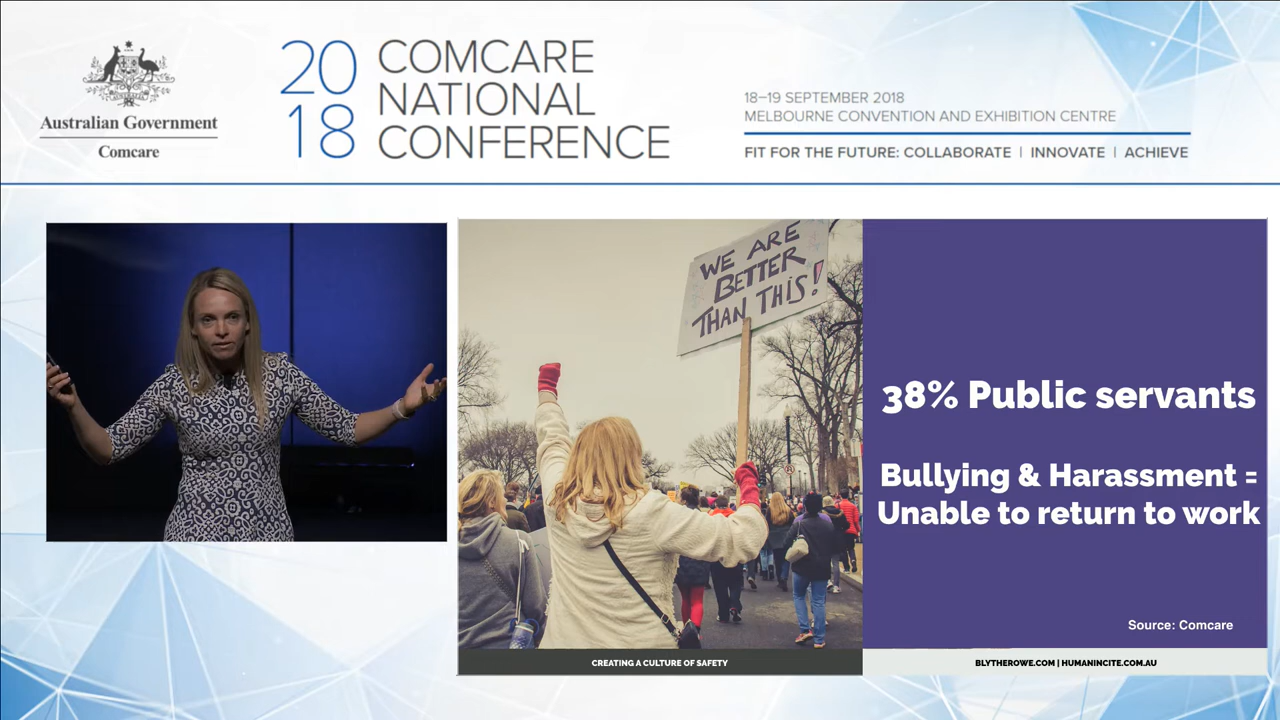 Australian Government
Comcare
20
18
COMCARE
NATIONAL
CONFERENCE
18–19 SEPTEMBER 2018
MELBOURNE CONVENTION AND EXHIBITION CENTRE
FIT FOR THE FUTURE: COLLABORATE | INNOVATE | ACHIEVE
WE ARE
BETTER
THAN THIS!
38% Public servants
Bullying & Harassment =
Unable to return to work
Source: Comcare
CREATING A CULTURE OF SAFETY
BLYTHEROWE.COM | HUMANINCITE.COM.AU